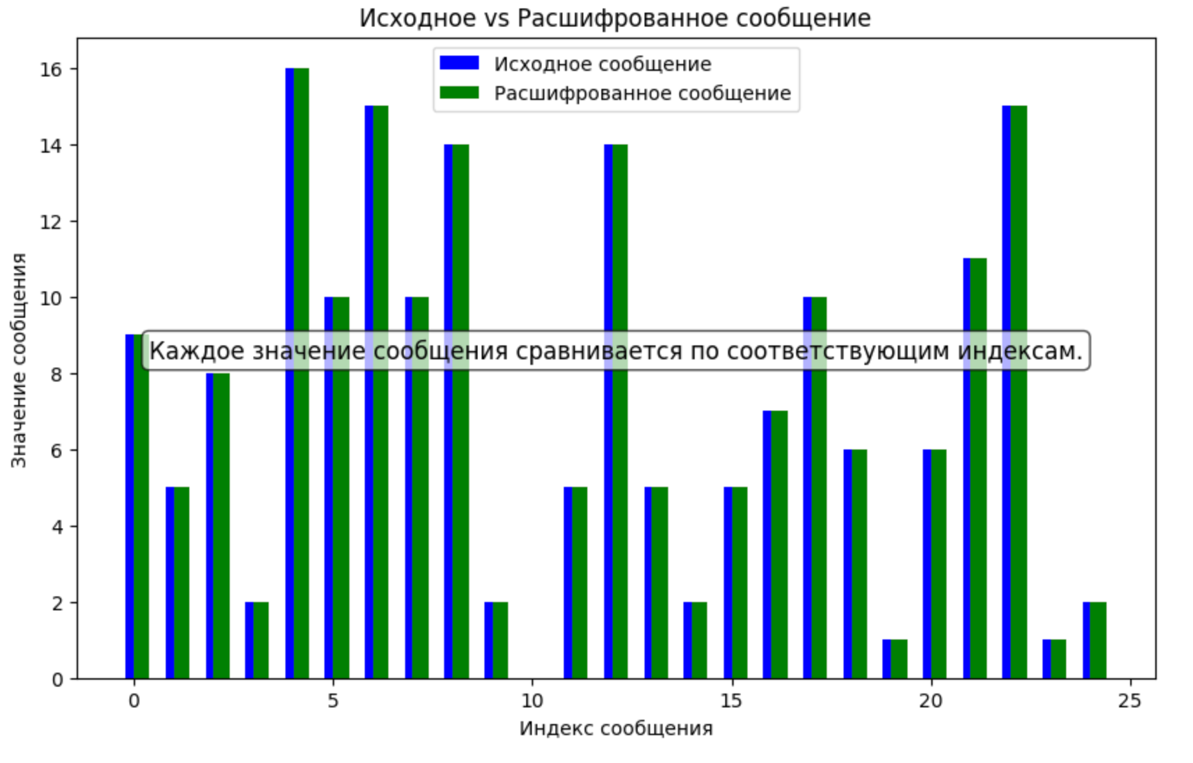 Исходное vs Расшифрованное сообщение
Исходное сообщение
Расшифрованное сообщение
Значение сообщения
16
14
12
10
8
6
4
2
0
Каждое значение сообщения сравнивается по соответствующим индексам.
0 5 10 15 20 25
Индекс сообщения